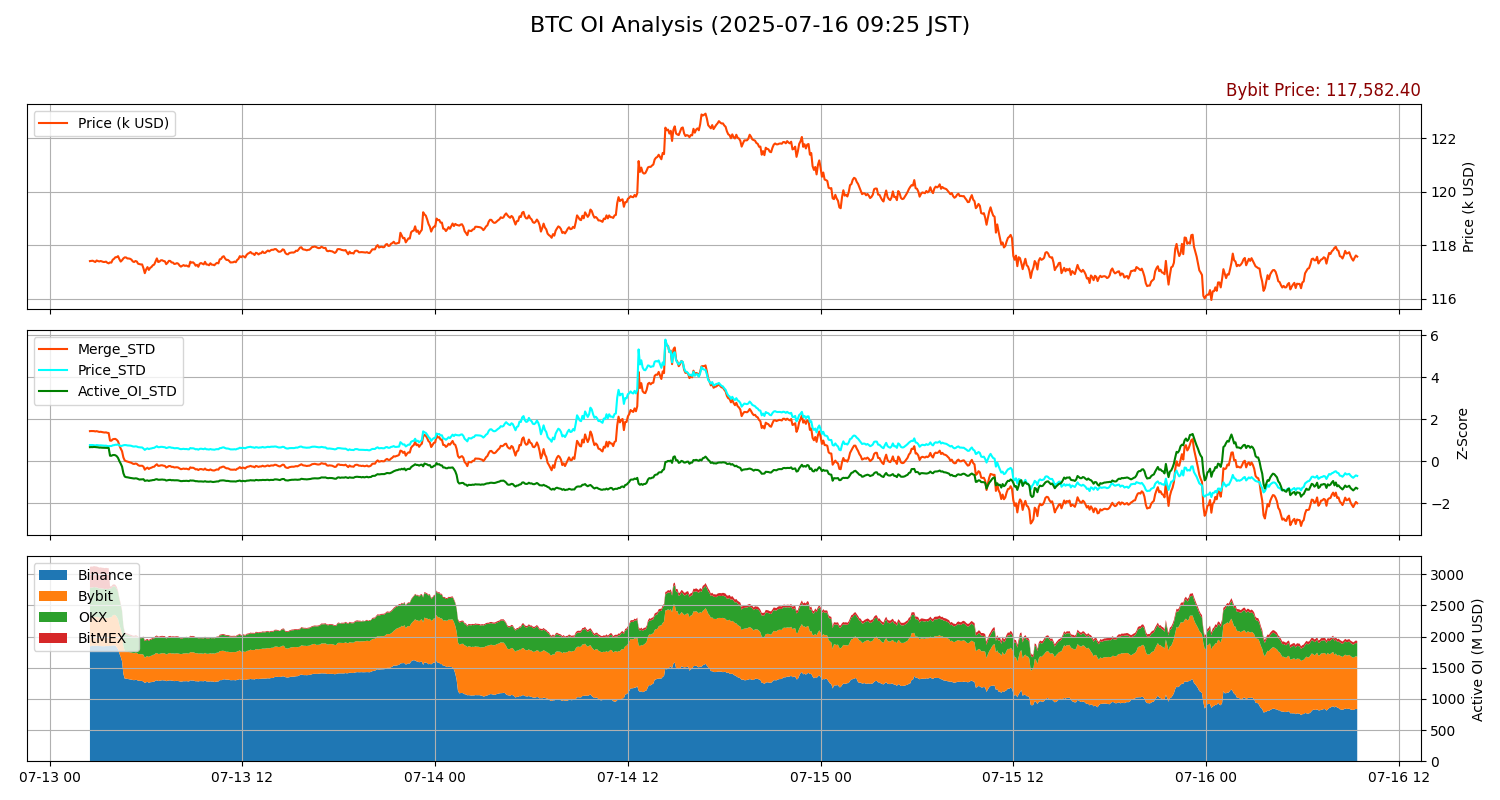 BTC OI Analysis (2025-07-16 09:25 JST)
Bybit Price: 117,582.40
Price (k USD)
122
120
118
116
Price (k USD)
Merge_STD
Price_STD
Active_OI_STD
6
4
2
0
−2
Z-Score
Binance
Bybit
OKX
BitMEX
3000
2500
2000
1500
1000
500
0
Active OI (M USD)
07-13 00
07-13 12
07-14 00
07-14 12
07-15 00
07-15 12
07-16 00
07-16 12